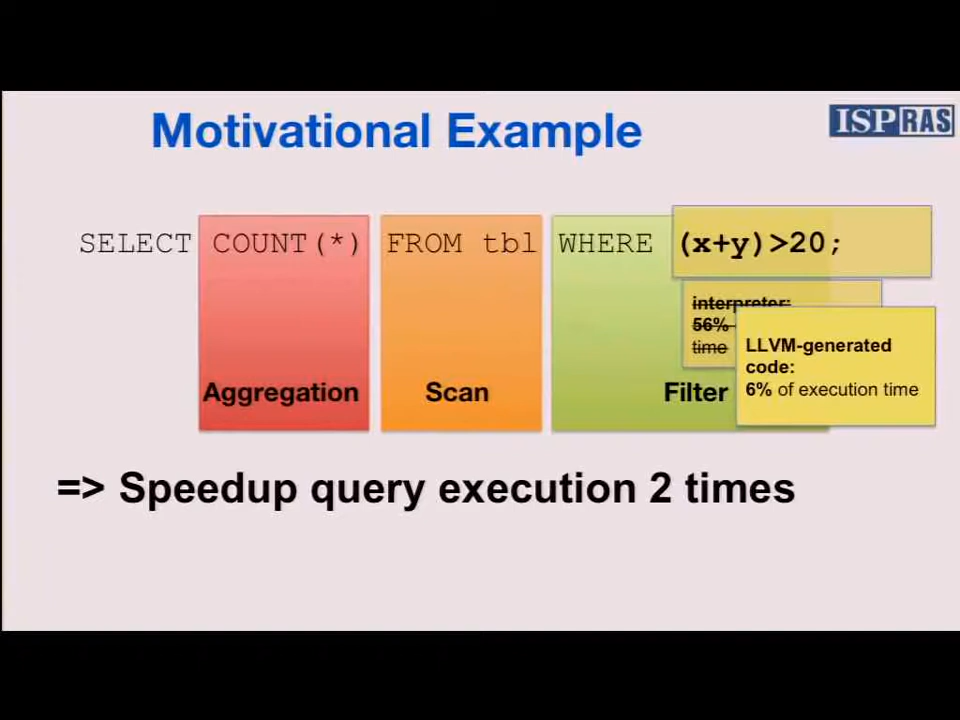 Motivational Example
ISP RAS
SELECT COUNT(*) FROM tbl WHERE (x+y)>20;
interpreter:
56%
time
LLVM-generated
code:
6% of execution time
Aggregation
Scan
Filter
=> Speedup query execution 2 times